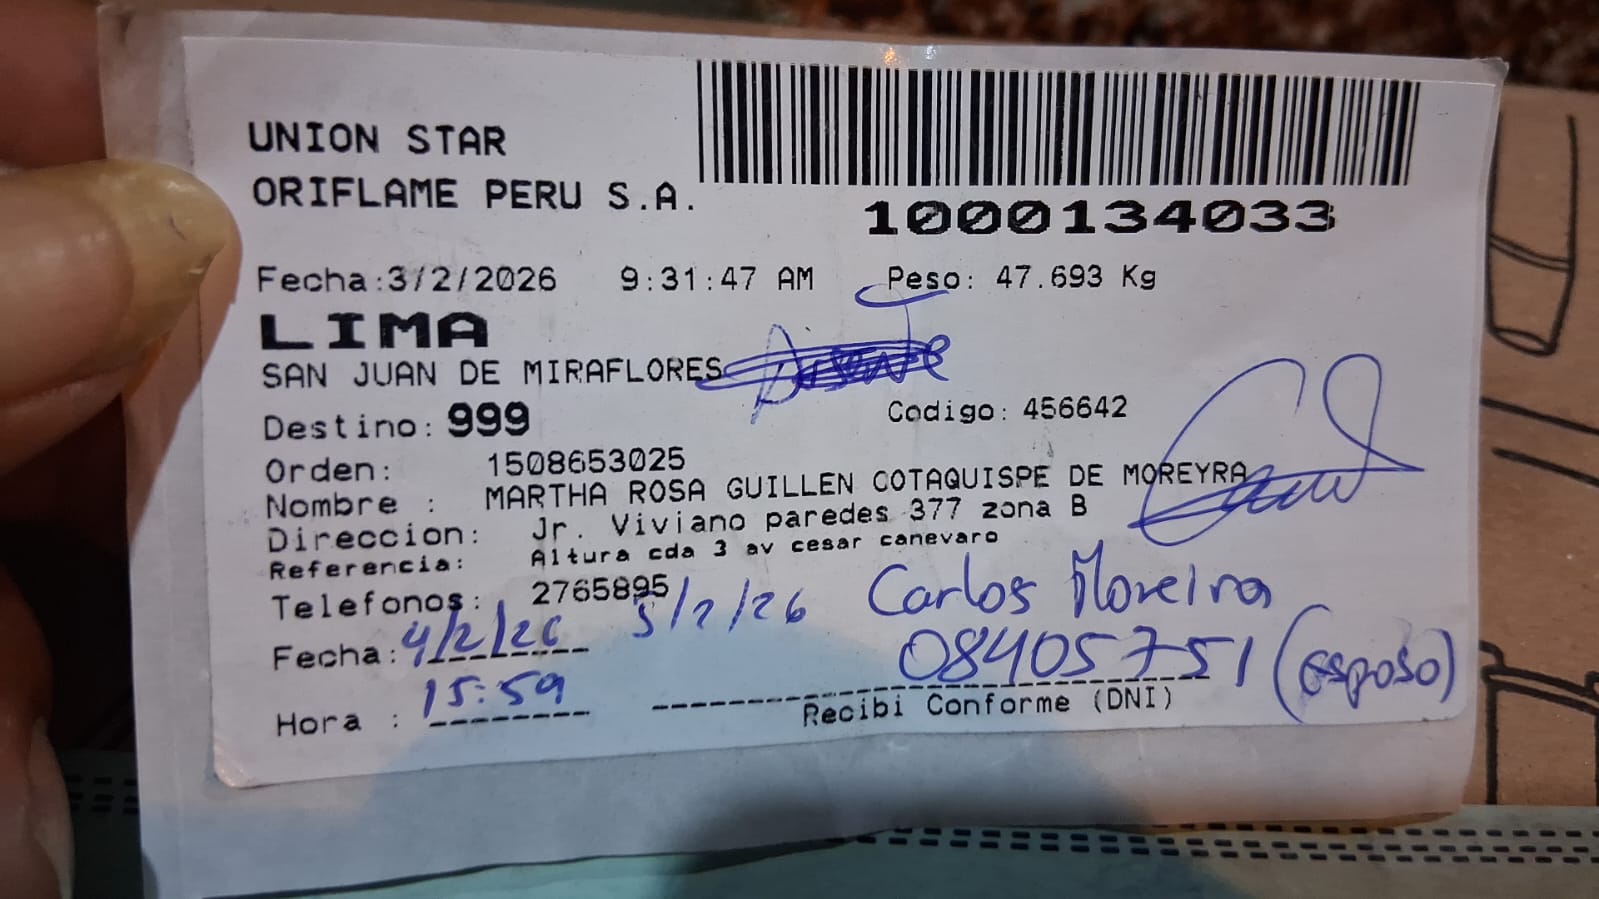 UNION STAR
ORIFLAME PERU S.A.
1000134033
Fecha:3/2/2026 9:31:47 AM Peso: 47.693 Kg
LIMA
SAN JUAN DE MIRAFLORES
Destino: 999 Codigo: 456642
Orden: 1508653025
Nombre : MARTHA ROSA GUILLEN COTAQUISPE DE MOREYRA
Direccion: Jr. Viviano paredes 377 zona B
Referencia: Altura cda 3 av cesar canevaro
Telefonos: 2765895
Fecha: 4/2/26 5/2/26 Carlos Moreira
08405751 (esposo)
Hora : 15:59
Recibi Conforme (DNI)